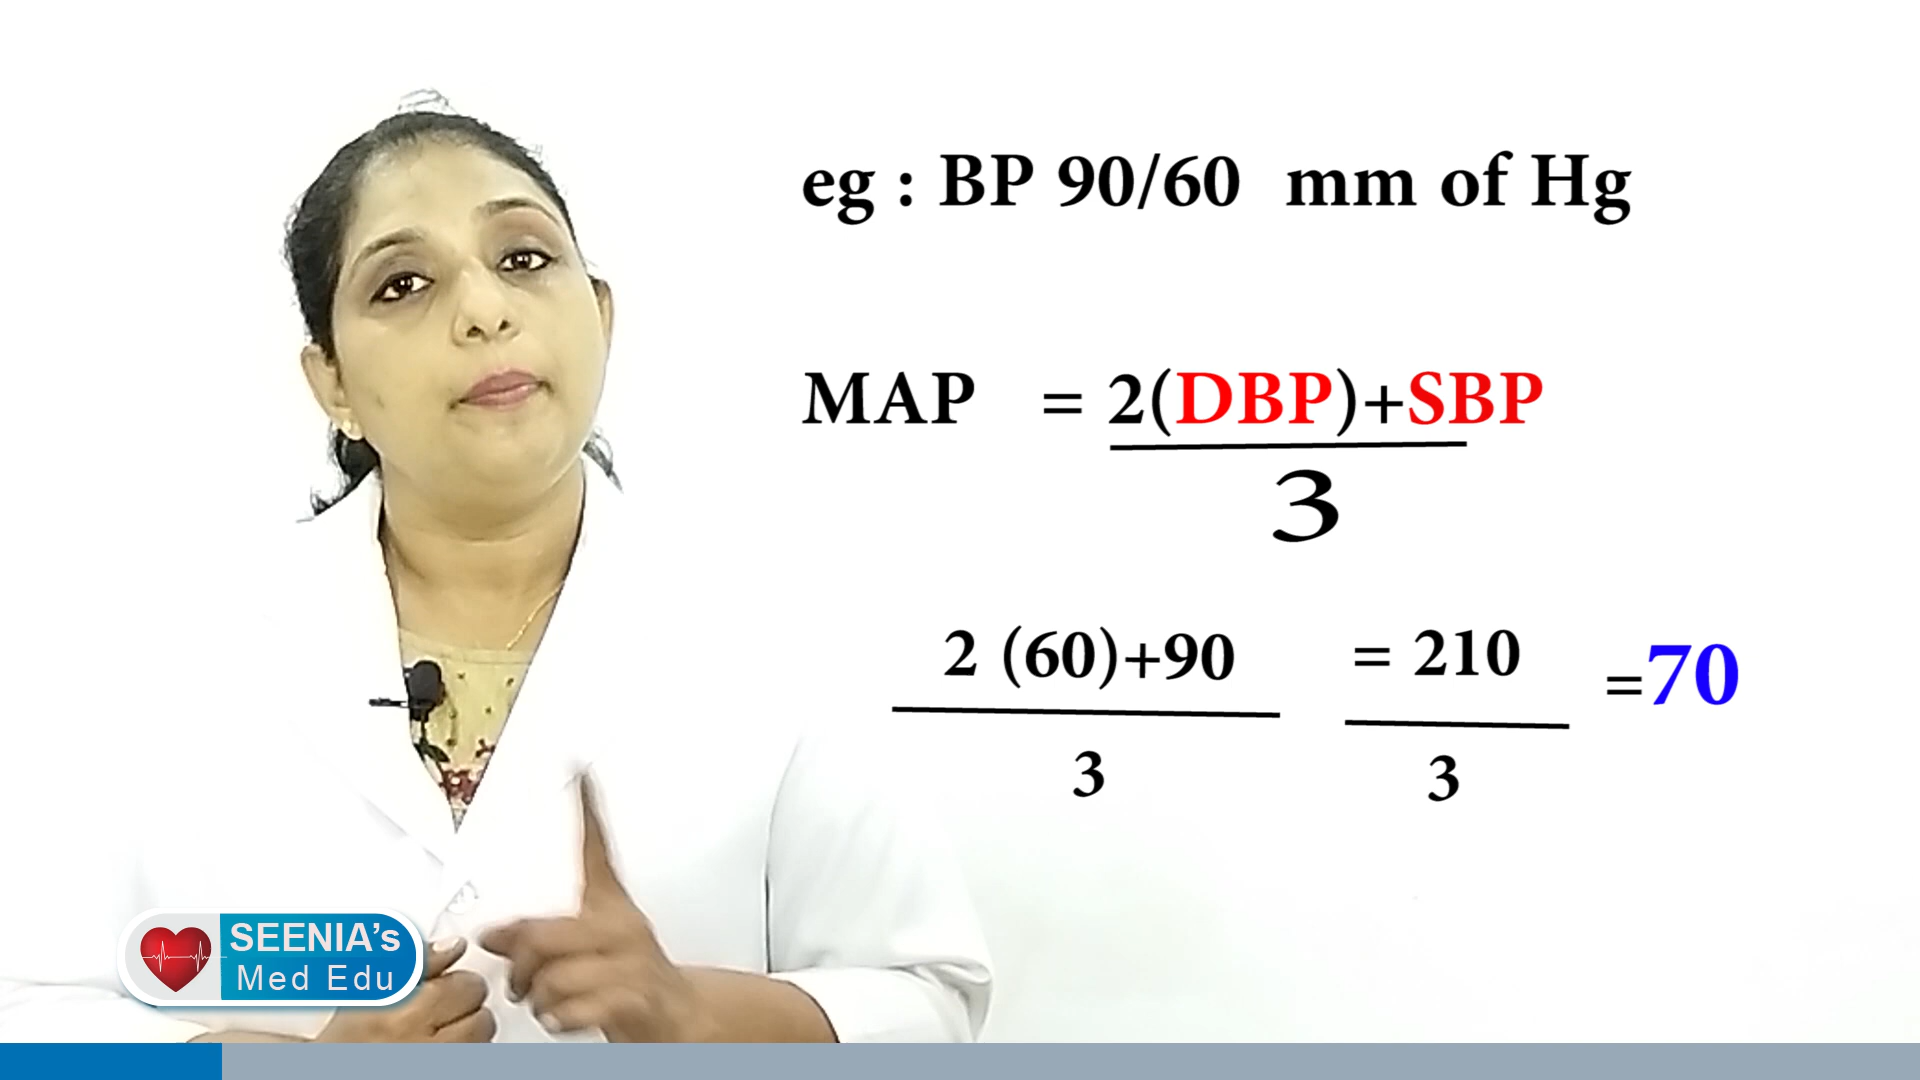 eg : BP 90/60 mm of Hg
MAP = 2(DBP)+SBP
3
2 (60)+90 = 210 =70
3 3
SEENIA's
Med Edu